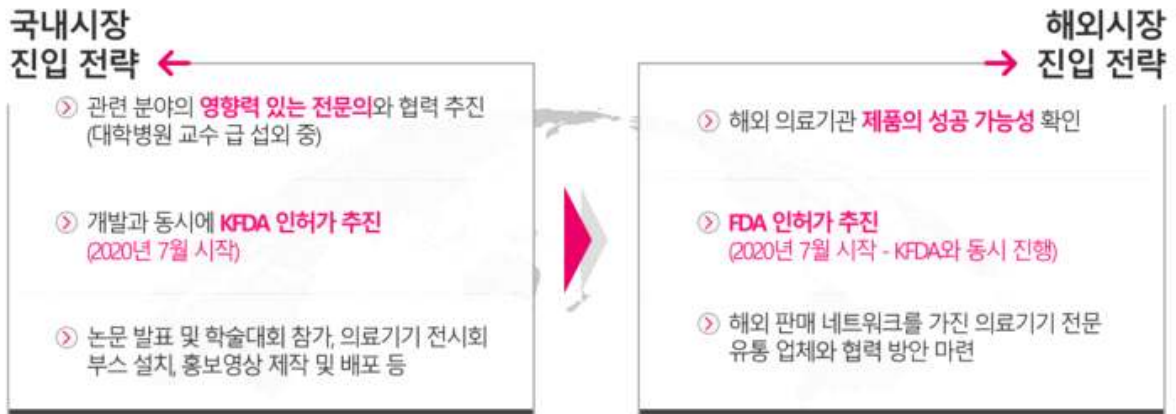 국내시장
진입 전략
관련 분야의 영향력 있는 전문의와 협력 추진
(대학병원 교수 급 섭외 중)
개발과 동시에 KFDA 인허가 추진
(2020년 7월 시작)
논문 발표 및 학술대회 참가, 의료기기 전시회
부스 설치, 홍보영상 제작 및 배포 등
해외시장
진입 전략
해외 의료기관 제품의 성공 가능성 확인
FDA 인허가 추진
(2020년 7월 시작 - KFDA와 동시 진행)
해외 판매 네트워크를 가진 의료기기 전문
유통 업체와 협력 방안 마련